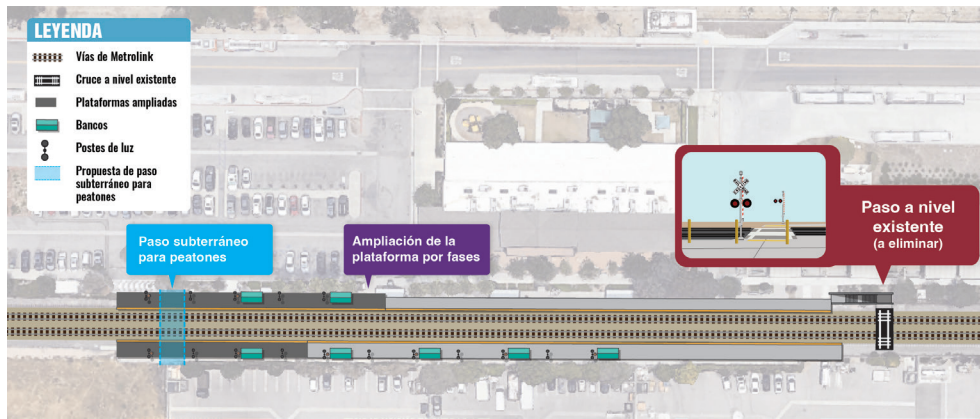 LEYENDA
Vías de Metrolink
Cruce a nivel existente
Plataformas ampliadas
Bancos
Postes de luz
Propuesta de paso
subterráneo para
peatones
Paso subterráneo
para peatones
Ampliación de la
plataforma por fases
Paso a nivel
existente
(a eliminar)